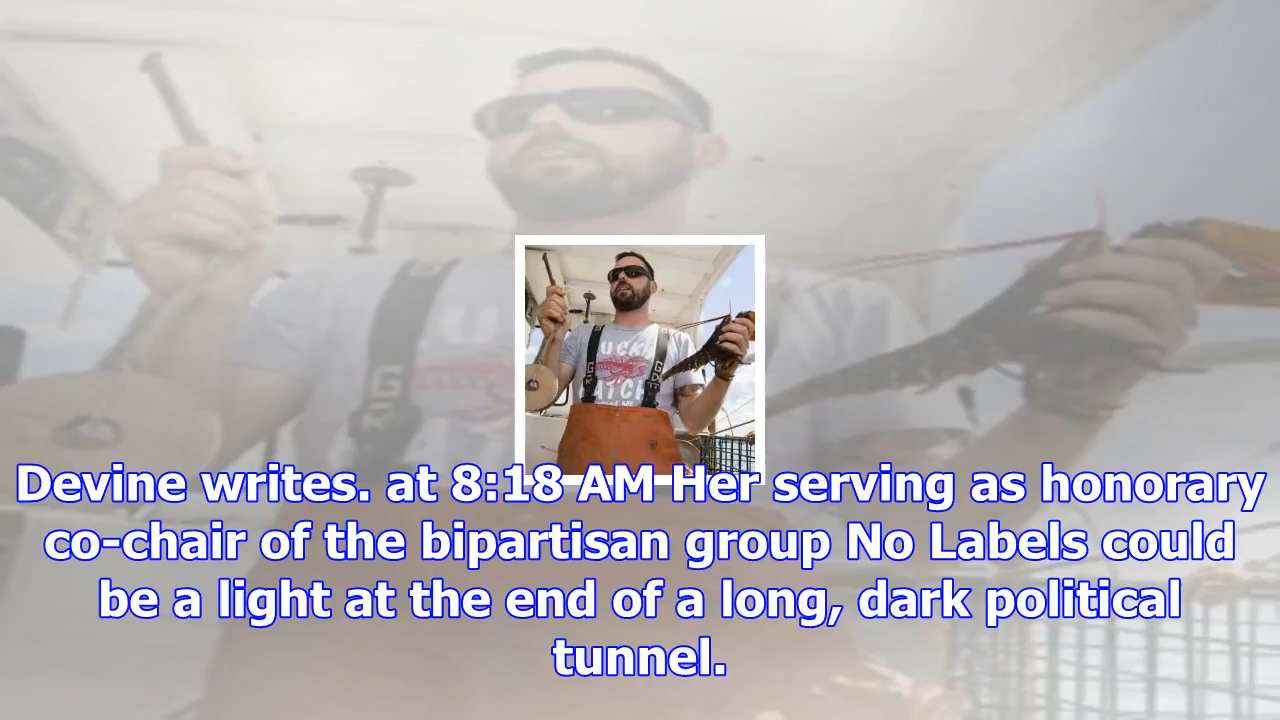 Devine writes. at 8:18 AM Her serving as honorary
co-chair of the bipartisan group No Labels could
be a light at the end of a long, dark political
tunnel.